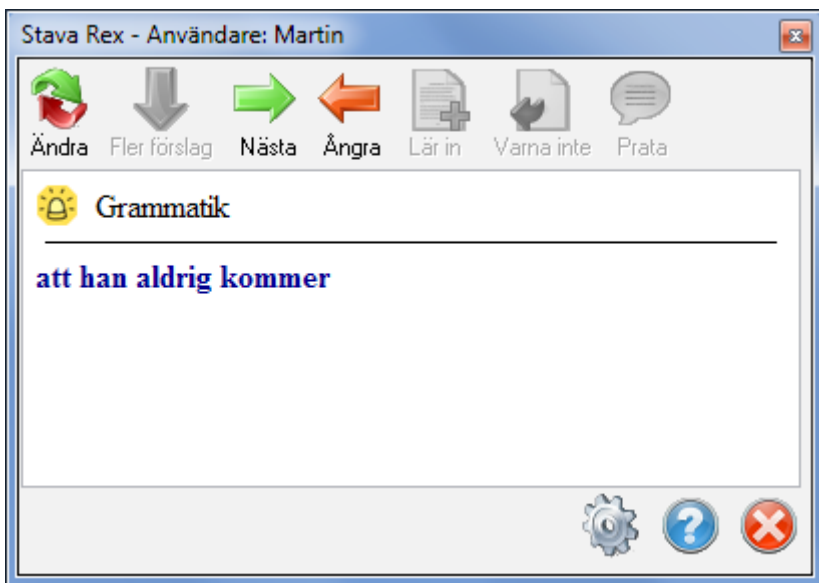 Stava Rex - Användare: Martin
Ändra Fler förslag Nästa Ångra Lär in Varna inte Prata
Grammatik
att han aldrig kommer